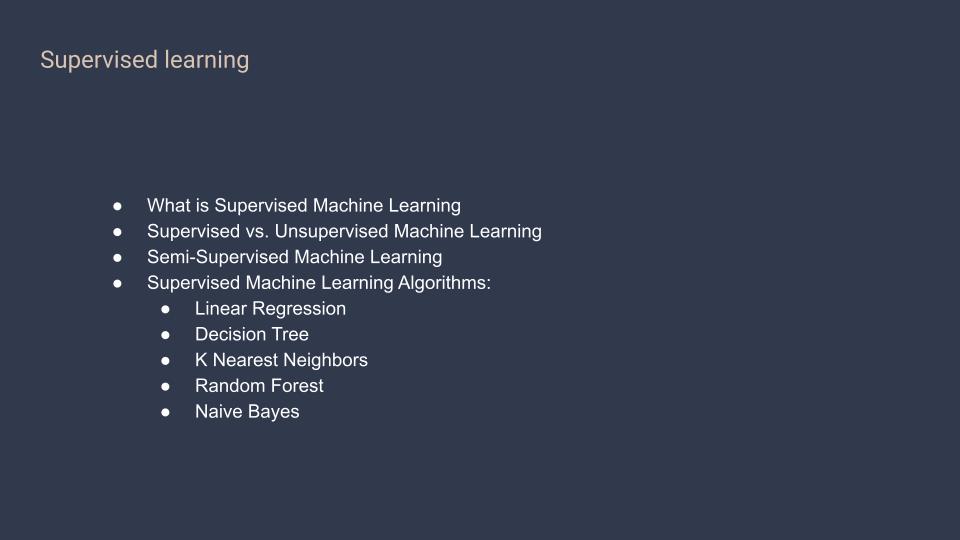 Supervised learning
● What is Supervised Machine Learning
● Supervised vs. Unsupervised Machine Learning
● Semi-Supervised Machine Learning
● Supervised Machine Learning Algorithms:
● Linear Regression
● Decision Tree
● K Nearest Neighbors
● Random Forest
● Naive Bayes